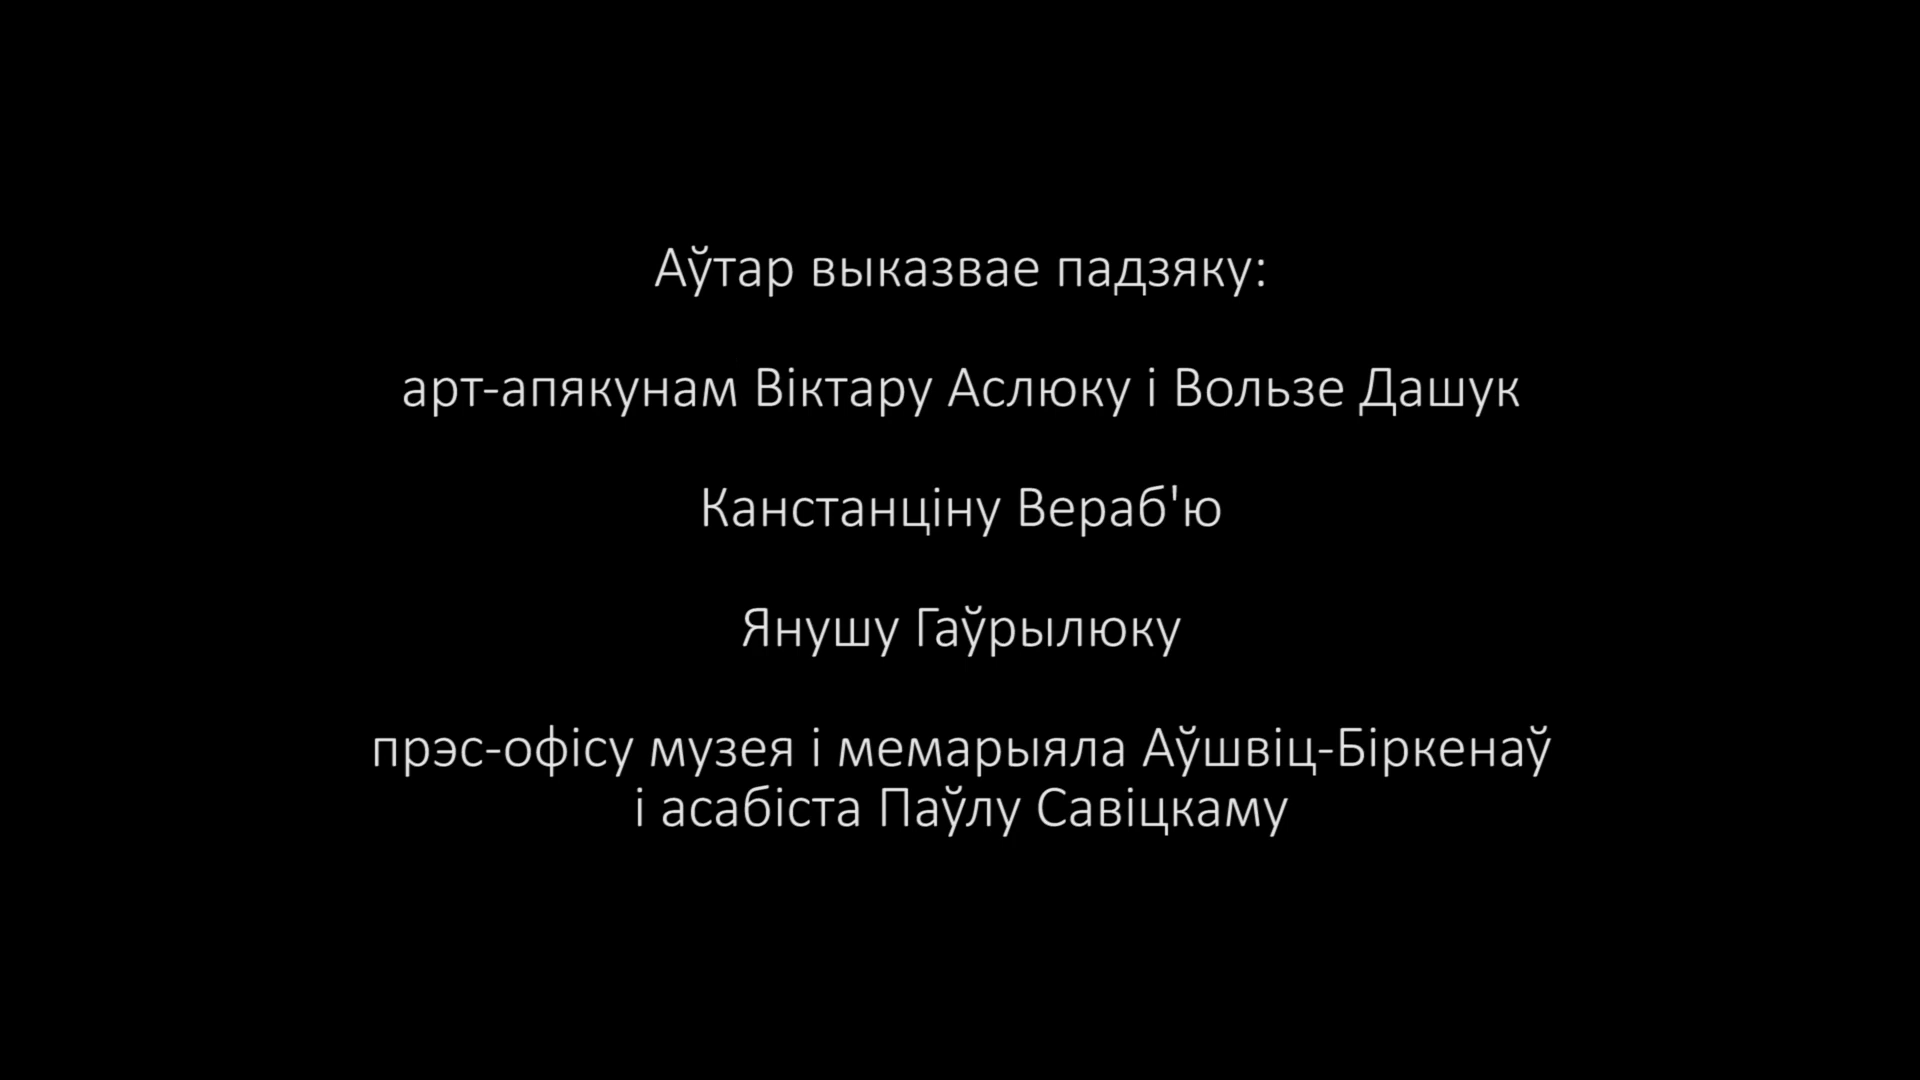 Аўтар выказвае падзяку:
арт-апякунам Віктару Аслюку і Вользе Дашук
Канстанціну Вераб'ю
Янушу Гаўрылюку
прэс-офісу музея і мемарыяла Аўшвіц-Біркенаў
і асабіста Паўлу Савіцкаму